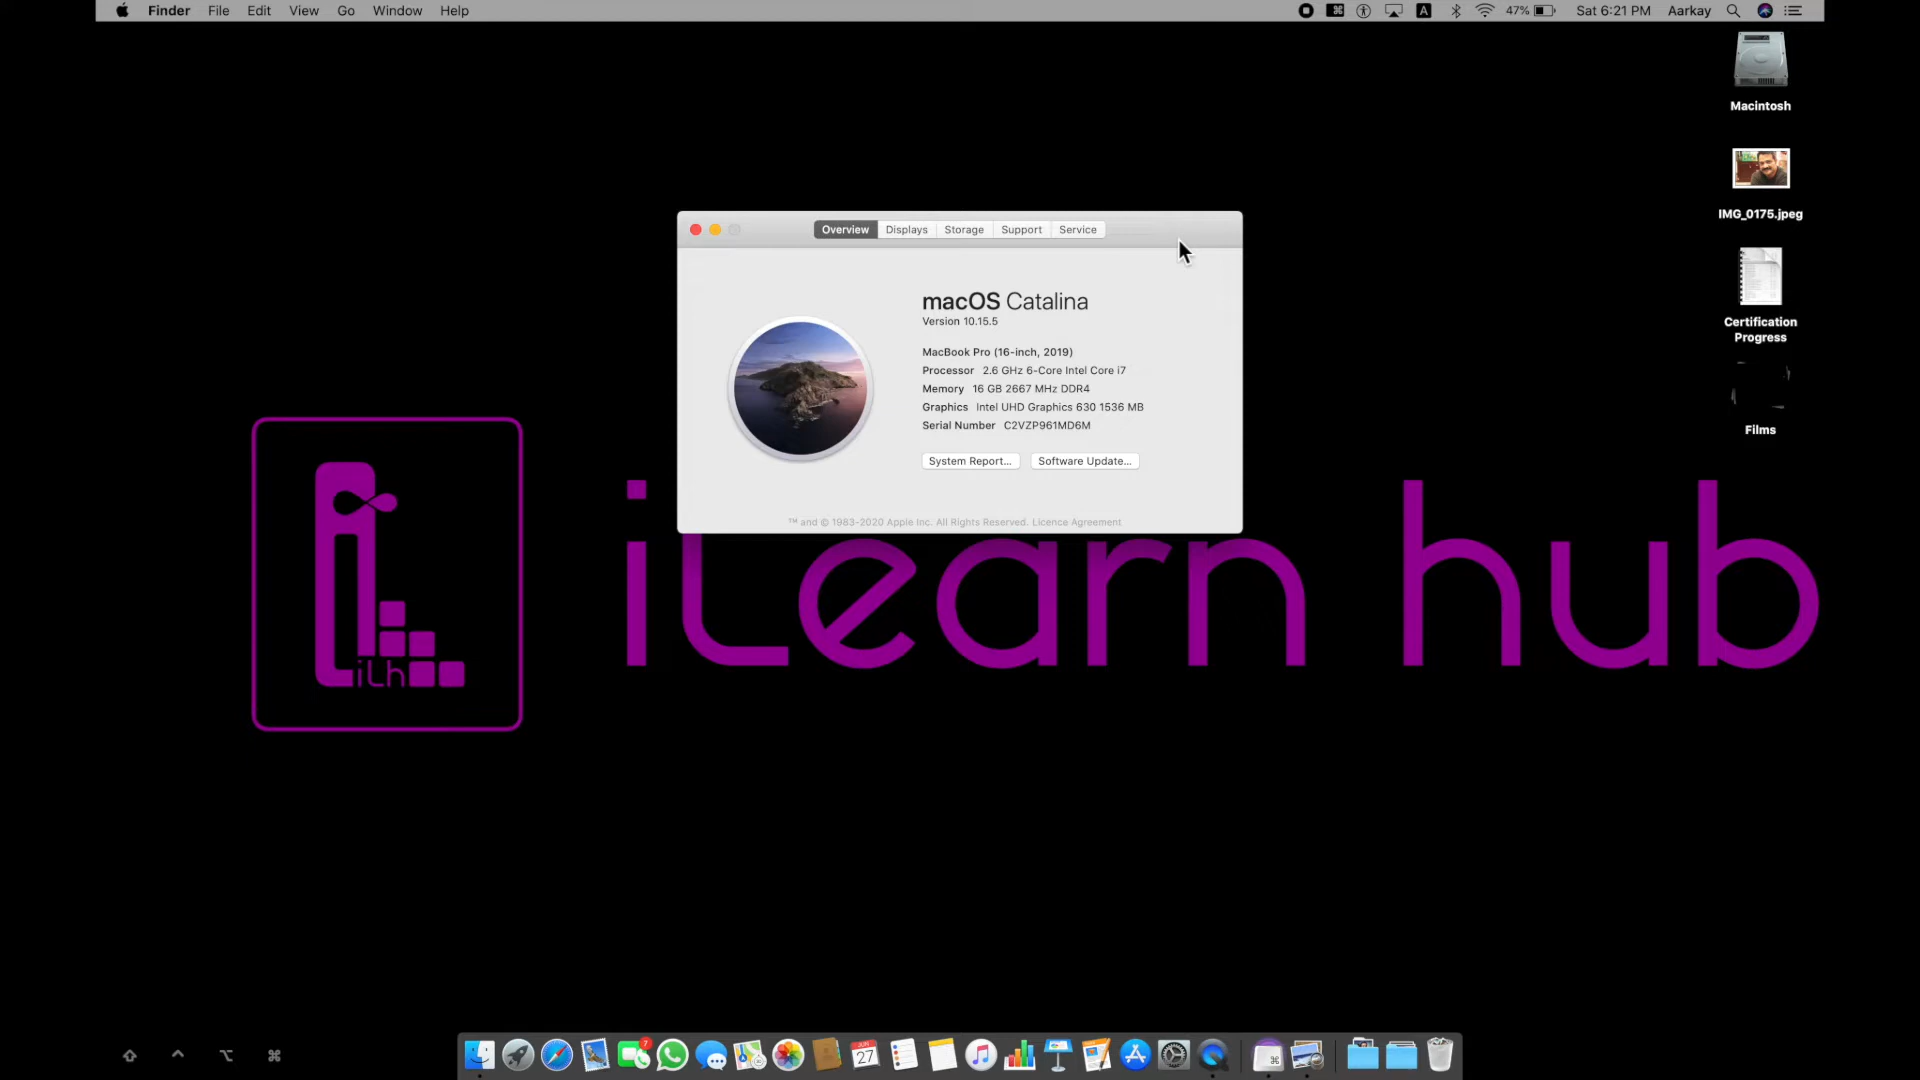 Finder File Edit View Go Window Help
A 47% Sat 6:21 PM Aarkay
Macintosh
IMG_0175.jpeg
Certification
Progress
Films
Overview Displays Storage Support Service
macOS Catalina
Version 10.15.5
MacBook Pro (16-inch, 2019)
Processor 2.6 GHz 6-Core Intel Core i7
Memory 16 GB 2667 MHz DDR4
Graphics Intel UHD Graphics 630 1536 MB
Serial Number C2VZP961MD6M
System Report... Software Update...
™ and © 1983-2020 Apple Inc. All Rights Reserved. Licence Agreement
iLh
iLearn hub
7
JUN
27